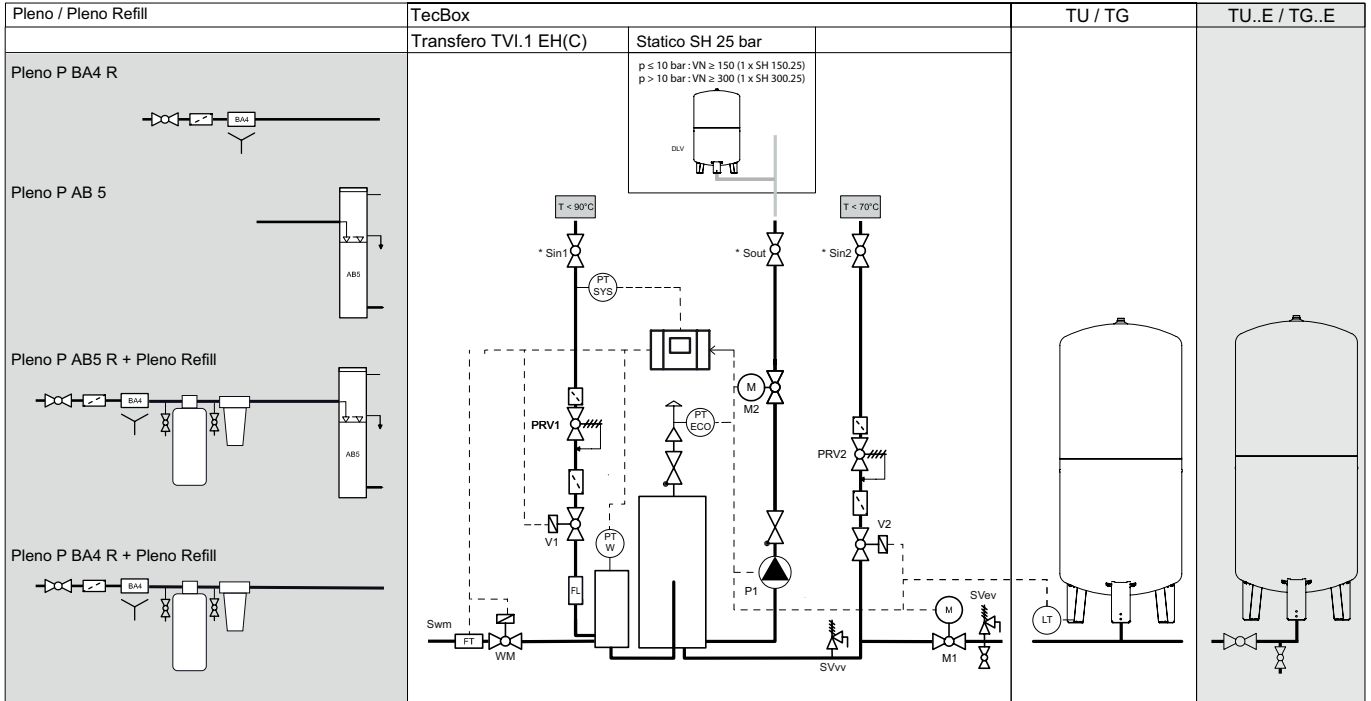 Pleno / Pleno Refill
TecBox
TU / TG
TU..E / TG..E
Transfero TVI.1 EH(C)
Statico SH 25 bar
Pleno P BA4 R
BA4
Pleno P AB 5
AB5
Pleno P AB5 R + Pleno Refill
BA4
AB5
Pleno P BA4 R + Pleno Refill
BA4
p ≤ 10 bar : VN ≥ 150 (1 x SH 150.25)
p > 10 bar : VN ≥ 300 (1 x SH 300.25)
DLV
T < 90°C
T < 70°C
* Sin1
* Sout
* Sin2
PT
SYS
M
M2
PRV1
PT
ECO
PRV2
V1
PT
W
V2
FL
P1
Swm
FT
WM
SVvv
M
M1
SVev
LT